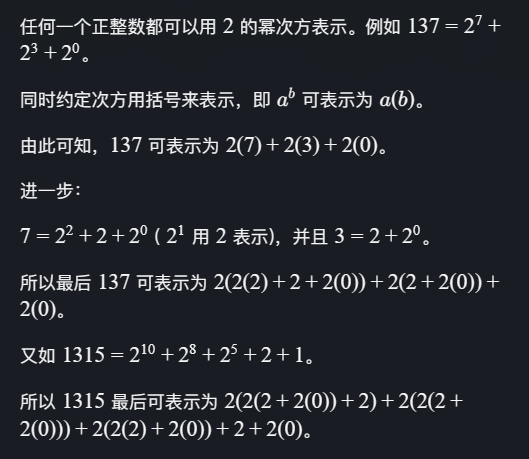 任何一个正整数都可以用 2 的幂次方表示。例如 137 = 2⁷ +
2³ + 2⁰。
同时约定次方用括号来表示，即 aᵇ 可表示为 a(b)。
由此可知，137 可表示为 2(7) + 2(3) + 2(0)。
进一步：
7 = 2² + 2 + 2⁰ ( 2¹ 用 2 表示)，并且 3 = 2 + 2⁰。
所以最后 137 可表示为 2(2(2) + 2 + 2(0)) + 2(2 + 2(0)) +
2(0)。
又如 1315 = 2¹⁰ + 2⁸ + 2⁵ + 2 + 1。
所以 1315 最后可表示为 2(2(2 + 2(0)) + 2) + 2(2(2 +
2(0))) + 2(2(2) + 2(0)) + 2 + 2(0)。